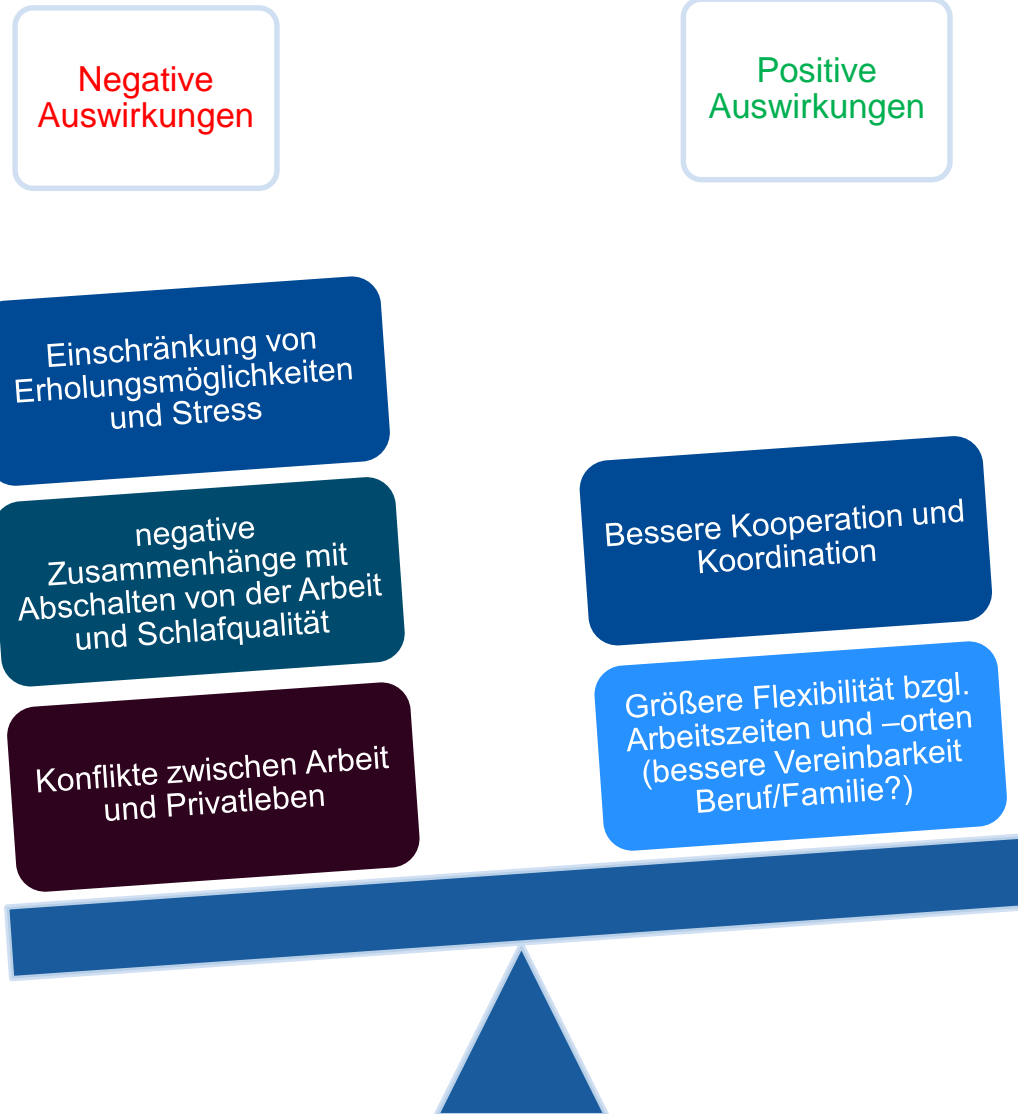 Negative
Auswirkungen
Positive
Auswirkungen
Einschränkung von
Erholungsmöglichkeiten
und Stress
negative
Zusammenhänge mit
Abschalten von der Arbeit
und Schlafqualität
Konflikte zwischen Arbeit
und Privatleben
Bessere Kooperation und
Koordination
Größere Flexibilität bzgl.
Arbeitszeiten und –orten
(bessere Vereinbarkeit
Beruf/Familie?)